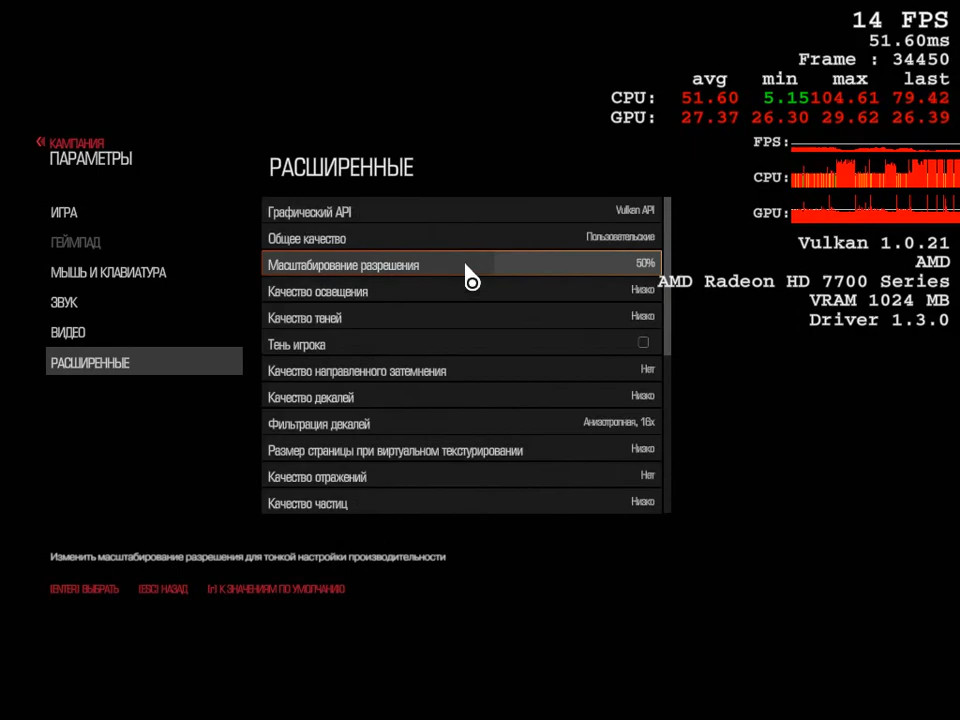 14 FPS
51.60ms
Frame : 34450
avg min max last
CPU: 51.60 5.15 104.61 79.42
GPU: 27.37 26.30 29.62 26.39
FPS:
CPU:
GPU:
Vulkan 1.0.21
AMD
AMD Radeon HD 7700 Series
VRAM 1024 MB
Driver 1.3.0
КАМПАНИЯ
ПАРАМЕТРЫ
ИГРА
ГЕЙМПАД
МЫШЬ И КЛАВИАТУРА
ЗВУК
ВИДЕО
РАСШИРЕННЫЕ
РАСШИРЕННЫЕ
Графический API Vulkan API
Общее качество Пользовательские
Масштабирование разрешения 50%
Качество освещения Низко
Качество теней Низко
Тень игрока
Качество направленного затемнения Нет
Качество декалей Низко
Фильтрация декалей Анизотропная, 16x
Размер страницы при виртуальном текстурировании Низко
Качество отражений Нет
Качество частиц Низко
Изменить масштабирование разрешения для тонкой настройки производительности
[ENTER] ВЫБРАТЬ [ESC] НАЗАД [r] К ЗНАЧЕНИЯМ ПО УМОЛЧАНИЮ